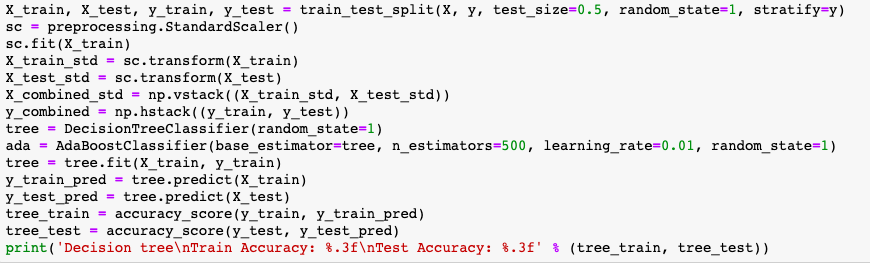 X_train, X_test, y_train, y_test = train_test_split(X, y, test_size=0.5, random_state=1, stratify=y)
sc = preprocessing.StandardScaler()
sc.fit(X_train)
X_train_std = sc.transform(X_train)
X_test_std = sc.transform(X_test)
X_combined_std = np.vstack((X_train_std, X_test_std))
y_combined = np.hstack((y_train, y_test))
tree = DecisionTreeClassifier(random_state=1)
ada = AdaBoostClassifier(base_estimator=tree, n_estimators=500, learning_rate=0.01, random_state=1)
tree = tree.fit(X_train, y_train)
y_train_pred = tree.predict(X_train)
y_test_pred = tree.predict(X_test)
tree_train = accuracy_score(y_train, y_train_pred)
tree_test = accuracy_score(y_test, y_test_pred)
print('Decision tree\nTrain Accuracy: %.3f\nTest Accuracy: %.3f' % (tree_train, tree_test))